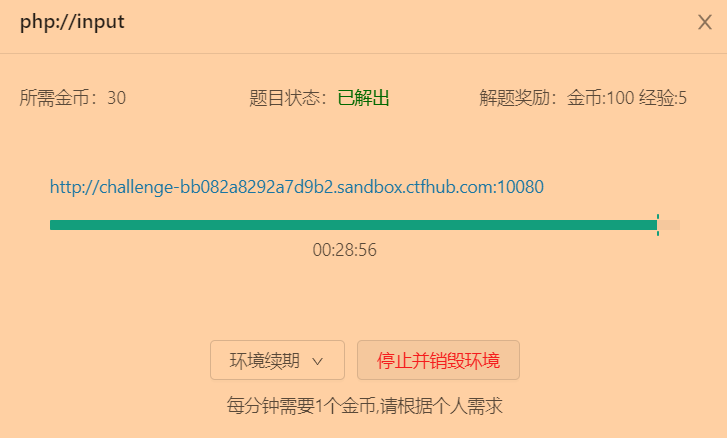 php://input
所需金币：30 题目状态：已解出 解题奖励：金币:100 经验:5
http://challenge-bb082a8292a7d9b2.sandbox.ctfhub.com:10080
00:28:56
环境续期 停止并销毁环境
每分钟需要1个金币,请根据个人需求